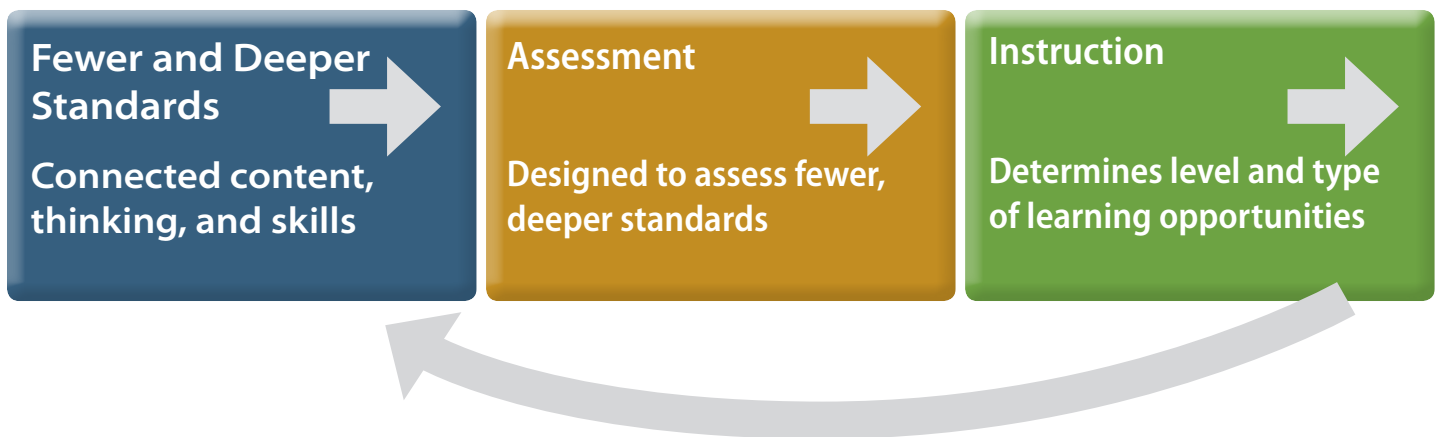 Fewer and Deeper
Standards
Connected content,
thinking, and skills
Assessment
Designed to assess fewer,
deeper standards
Instruction
Determines level and type
of learning opportunities